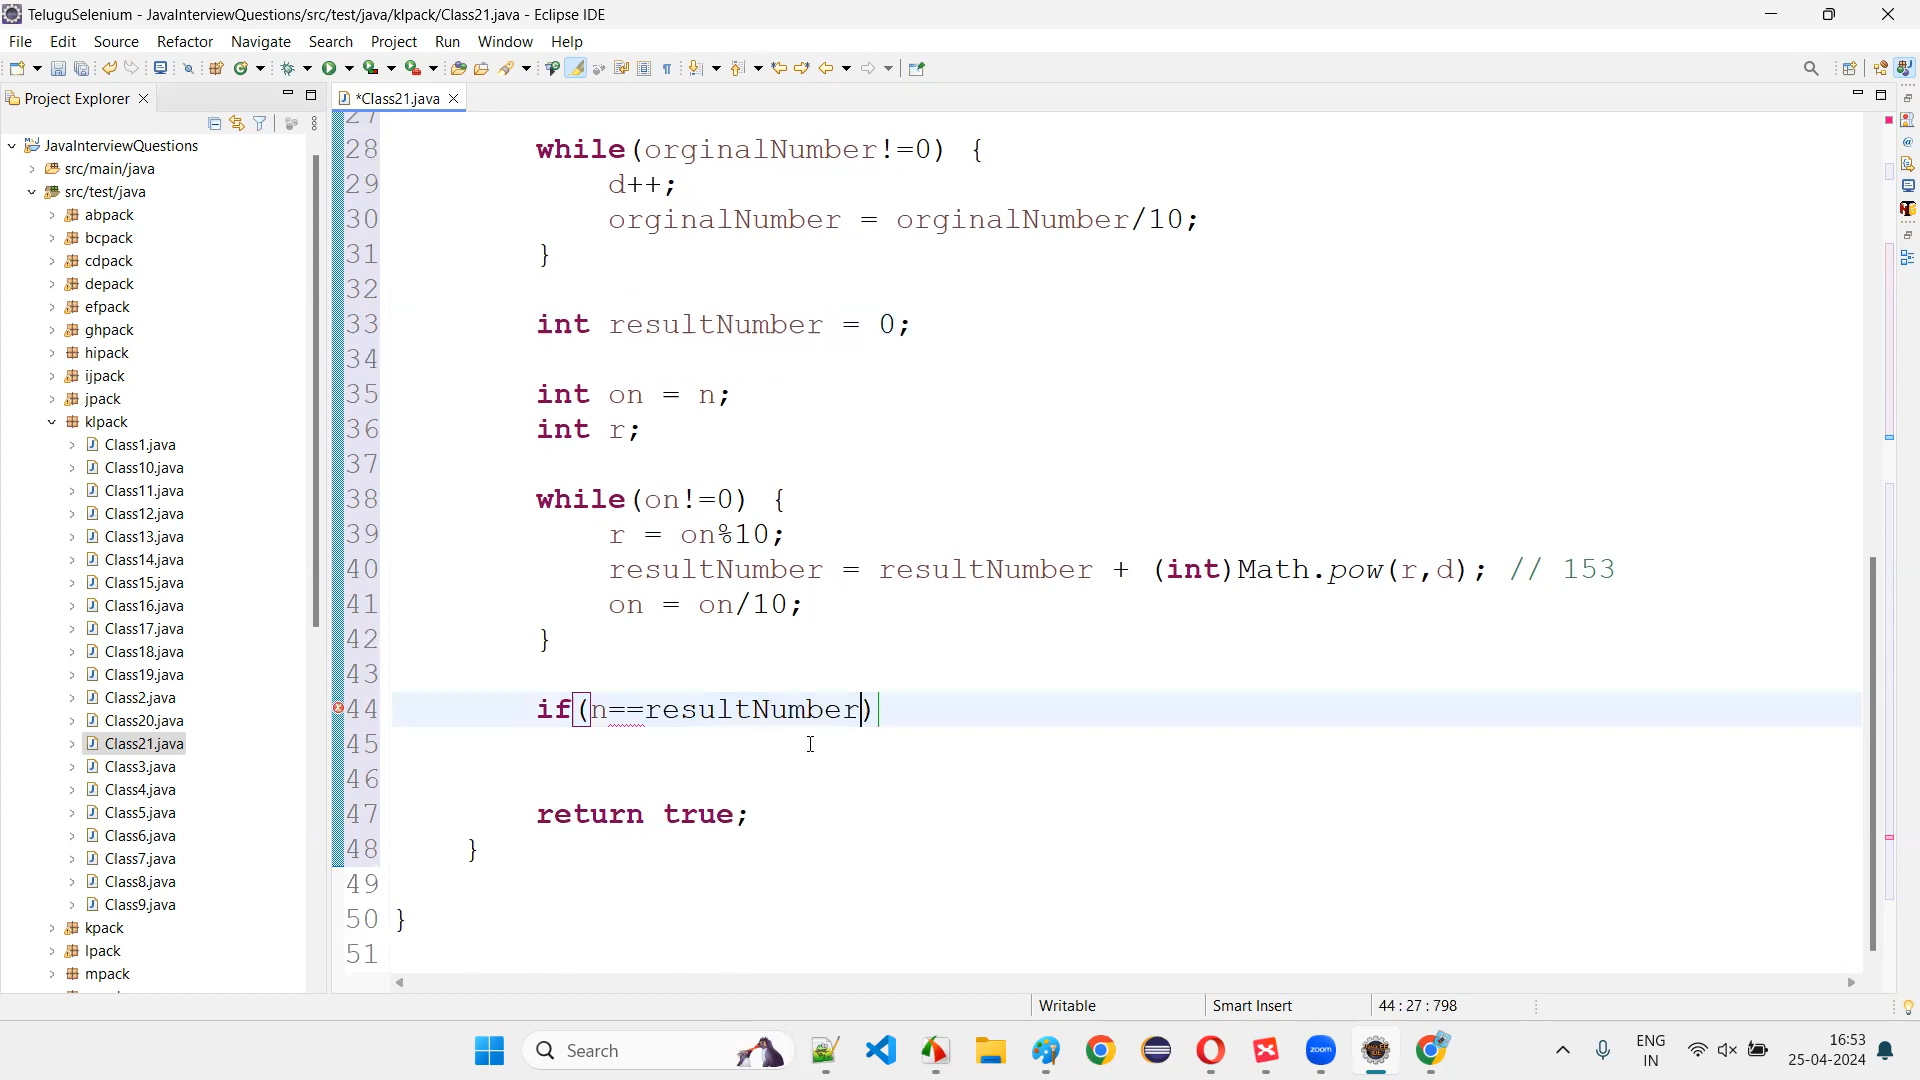 TeluguSelenium - JavaInterviewQuestions/src/test/java/klpack/Class21.java - Eclipse IDE
File Edit Source Refactor Navigate Search Project Run Window Help
Project Explorer
*Class21.java
JavaInterviewQuestions
src/main/java
src/test/java
abpack
bcpack
cdpack
depack
efpack
ghpack
hipack
ijpack
jpack
klpack
Class1.java
Class10.java
Class11.java
Class12.java
Class13.java
Class14.java
Class15.java
Class16.java
Class17.java
Class18.java
Class19.java
Class2.java
Class20.java
Class21.java
Class3.java
Class4.java
Class5.java
Class6.java
Class7.java
Class8.java
Class9.java
kpack
lpack
mpack
27
28 while(orginalNumber!=0) {
29 d++;
30 orginalNumber = orginalNumber/10;
31 }
32
33 int resultNumber = 0;
34
35 int on = n;
36 int r;
37
38 while(on!=0) {
39 r = on%10;
40 resultNumber = resultNumber + (int)Math.pow(r,d); // 153
41 on = on/10;
42 }
43
44 if(n==resultNumber)
45
46
47 return true;
48 }
49
50 }
51
Writable Smart Insert 44 : 27 : 798
Search
zoom
ENG
IN
16:53
25-04-2024